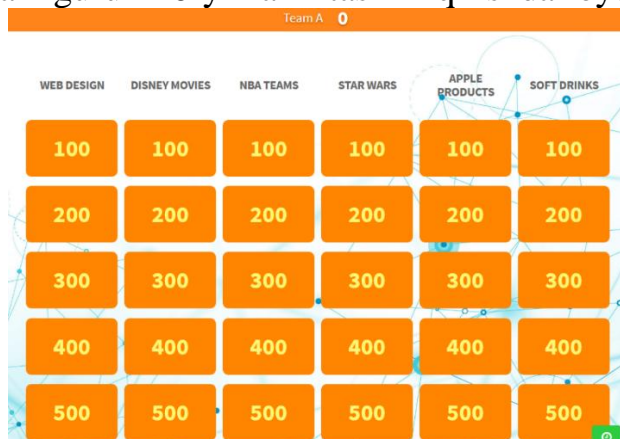 Team A 0
WEB DESIGN DISNEY MOVIES NBA TEAMS STAR WARS APPLE PRODUCTS SOFT DRINKS
100 100 100 100 100 100
200 200 200 200 200 200
300 300 300 300 300 300
400 400 400 400 400 400
500 500 500 500 500 500